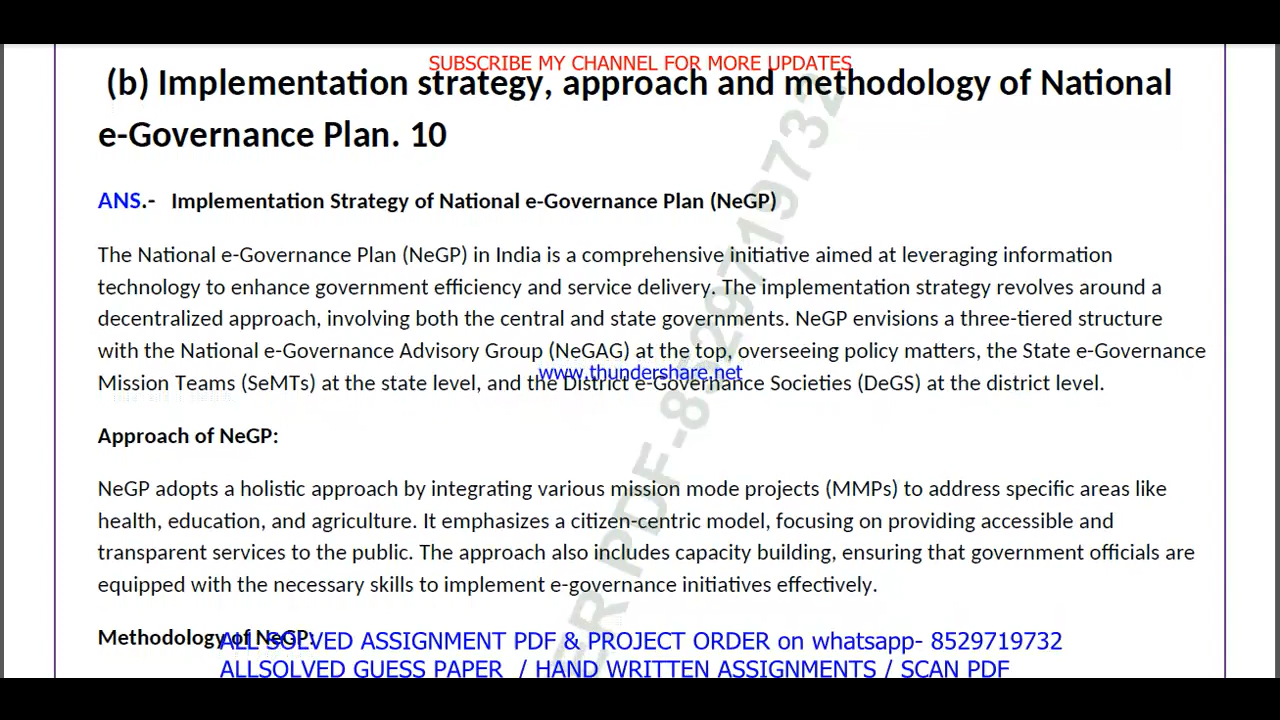 SUBSCRIBE MY CHANNEL FOR MORE UPDATES
(b) Implementation strategy, approach and methodology of National
e-Governance Plan. 10
ANS.- Implementation Strategy of National e-Governance Plan (NeGP)
The National e-Governance Plan (NeGP) in India is a comprehensive initiative aimed at leveraging information
technology to enhance government efficiency and service delivery. The implementation strategy revolves around a
decentralized approach, involving both the central and state governments. NeGP envisions a three-tiered structure
with the National e-Governance Advisory Group (NeGAG) at the top, overseeing policy matters, the State e-Governance
www.thundershare.net
Mission Teams (SeMTs) at the state level, and the District e-Governance Societies (DeGS) at the district level.
Approach of NeGP:
NeGP adopts a holistic approach by integrating various mission mode projects (MMPs) to address specific areas like
health, education, and agriculture. It emphasizes a citizen-centric model, focusing on providing accessible and
transparent services to the public. The approach also includes capacity building, ensuring that government officials are
equipped with the necessary skills to implement e-governance initiatives effectively.
Methodology of NeGP:
ALL SOLVED ASSIGNMENT PDF & PROJECT ORDER on whatsapp- 8529719732
ALLSOLVED GUESS PAPER / HAND WRITTEN ASSIGNMENTS / SCAN PDF
ER PDF-8529719732